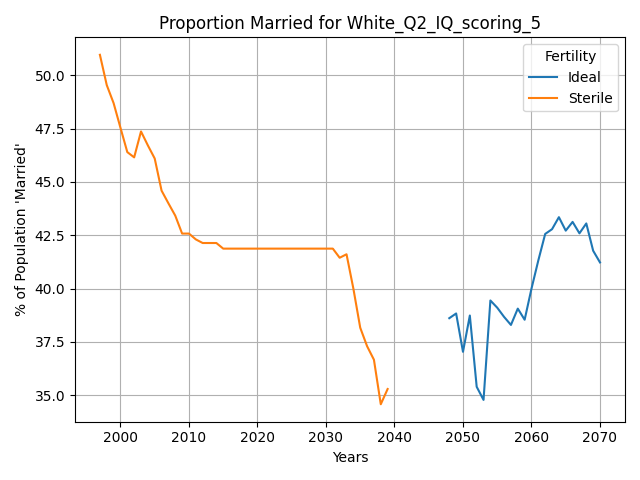 Proportion Married for White_Q2_IQ_scoring_5
% of Population 'Married'
50.0
47.5
45.0
42.5
40.0
37.5
35.0
Fertility
Ideal
Sterile
2000 2010 2020 2030 2040 2050 2060 2070
Years